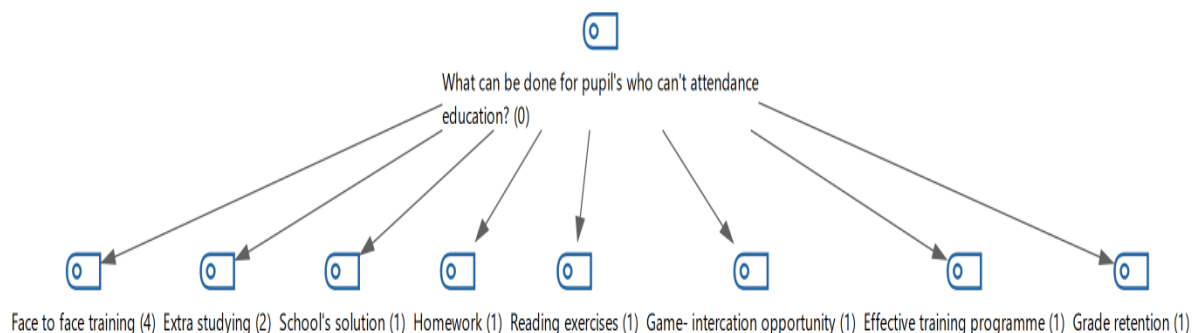 What can be done for pupil's who can't attendance
education? (0)
Face to face training (4) Extra studying (2) School's solution (1) Homework (1) Reading exercises (1) Game- intercation opportunity (1) Effective training programme (1) Grade retention (1)